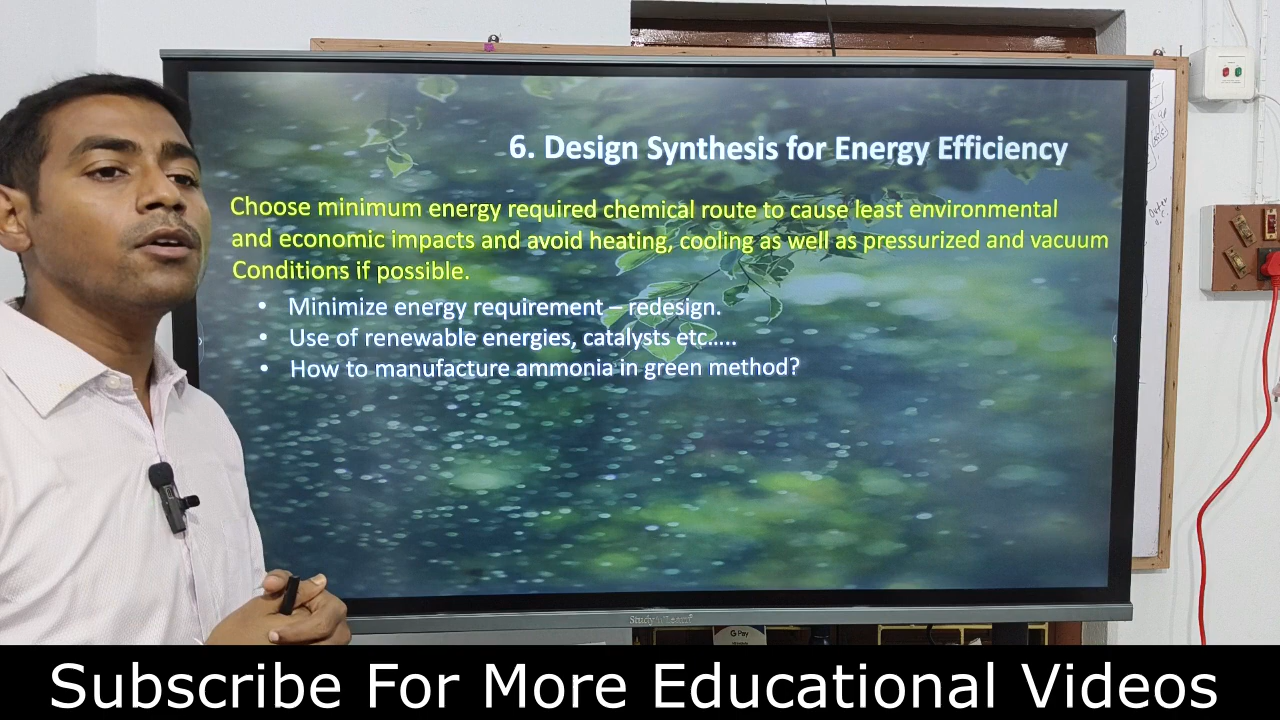 6. Design Synthesis for Energy Efficiency
Choose minimum energy required chemical route to cause least environmental
and economic impacts and avoid heating, cooling as well as pressurized and vacuum
Conditions if possible.
• Minimize energy requirement – redesign.
• Use of renewable energies, catalysts etc…..
• How to manufacture ammonia in green method?
G Pay
Subscribe For More Educational Videos